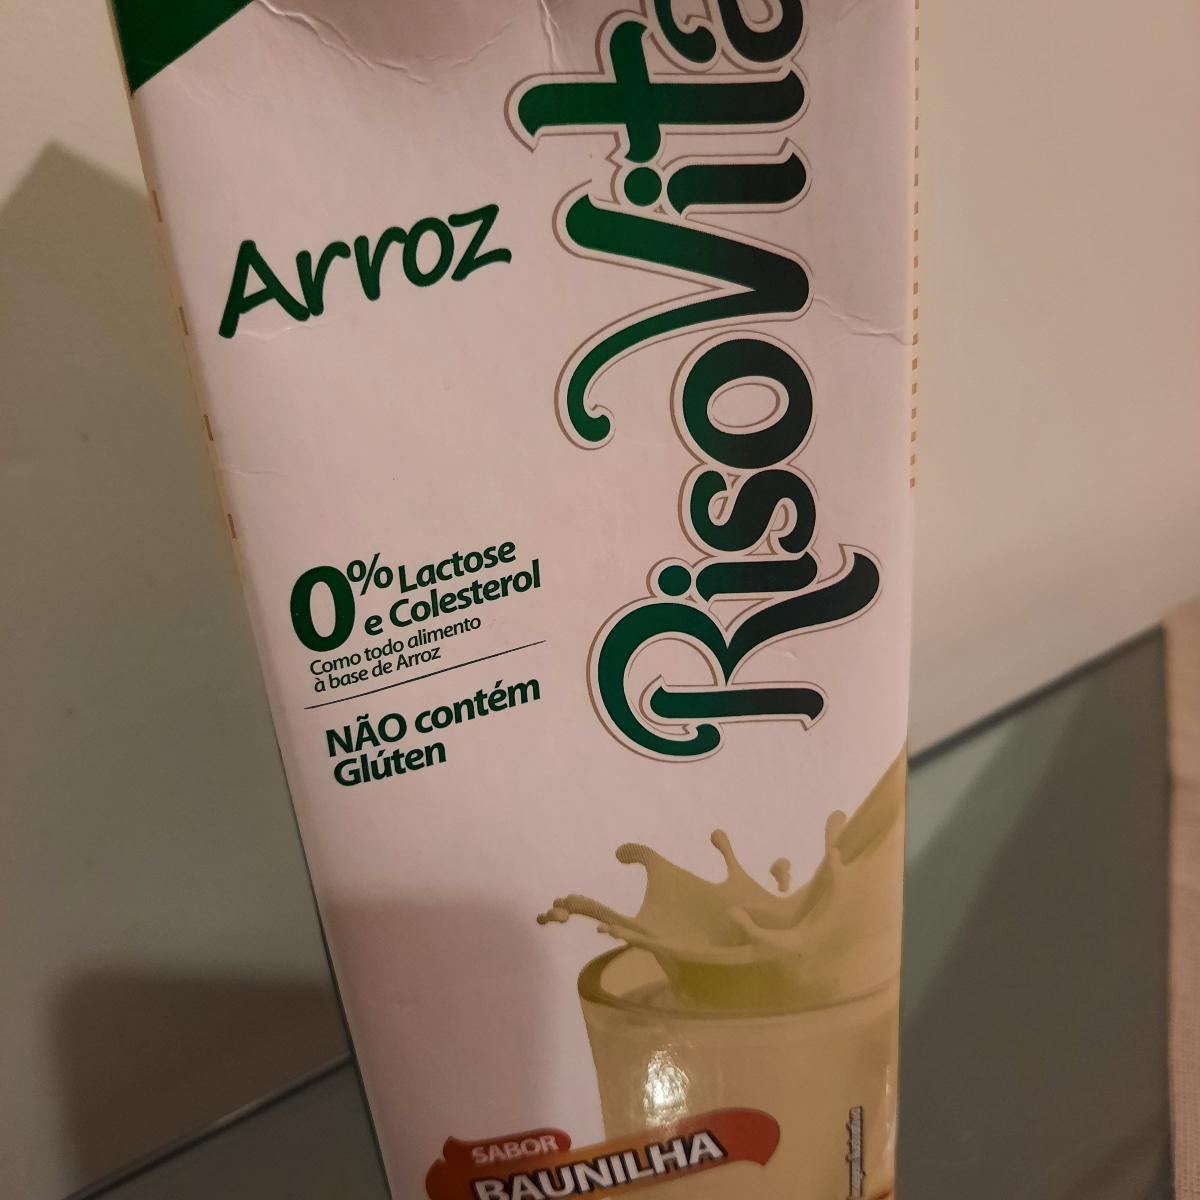 Arroz
RisoVita
0% Lactose
e Colesterol
Como todo alimento
à base de Arroz
NÃO contém
Glúten
SABOR
BAUNILHA